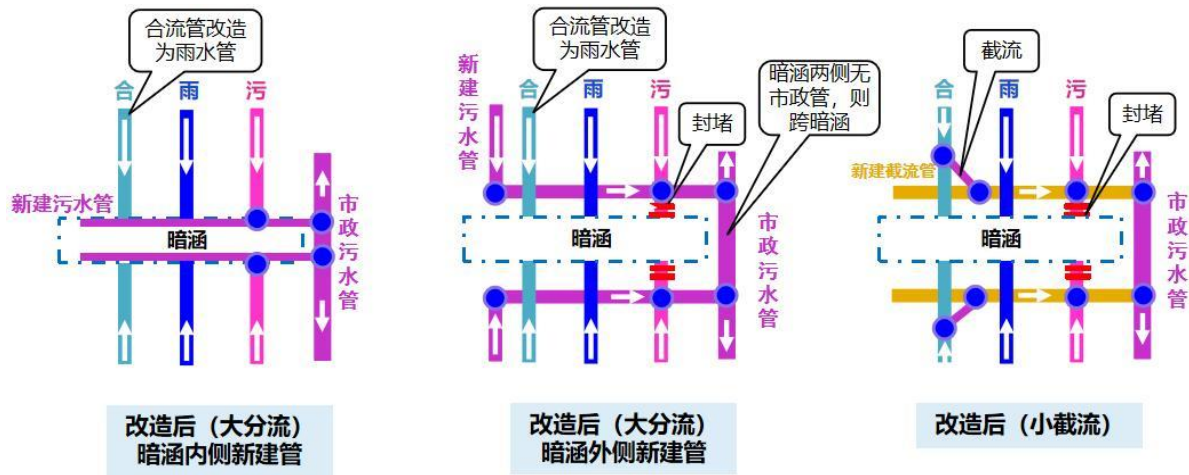 合流管改造
为雨水管
合
雨
污
新建污水管
暗涵
市政污水管
改造后（大分流）
暗涵内侧新建管
合流管改造
为雨水管
新建污水管
合
雨
污
封堵
暗涵两侧无
市政管，则
跨暗涵
暗涵
市政污水管
改造后（大分流）
暗涵外侧新建管
截流
合
雨
污
封堵
新建截流管
暗涵
市政污水管
改造后（小截流）